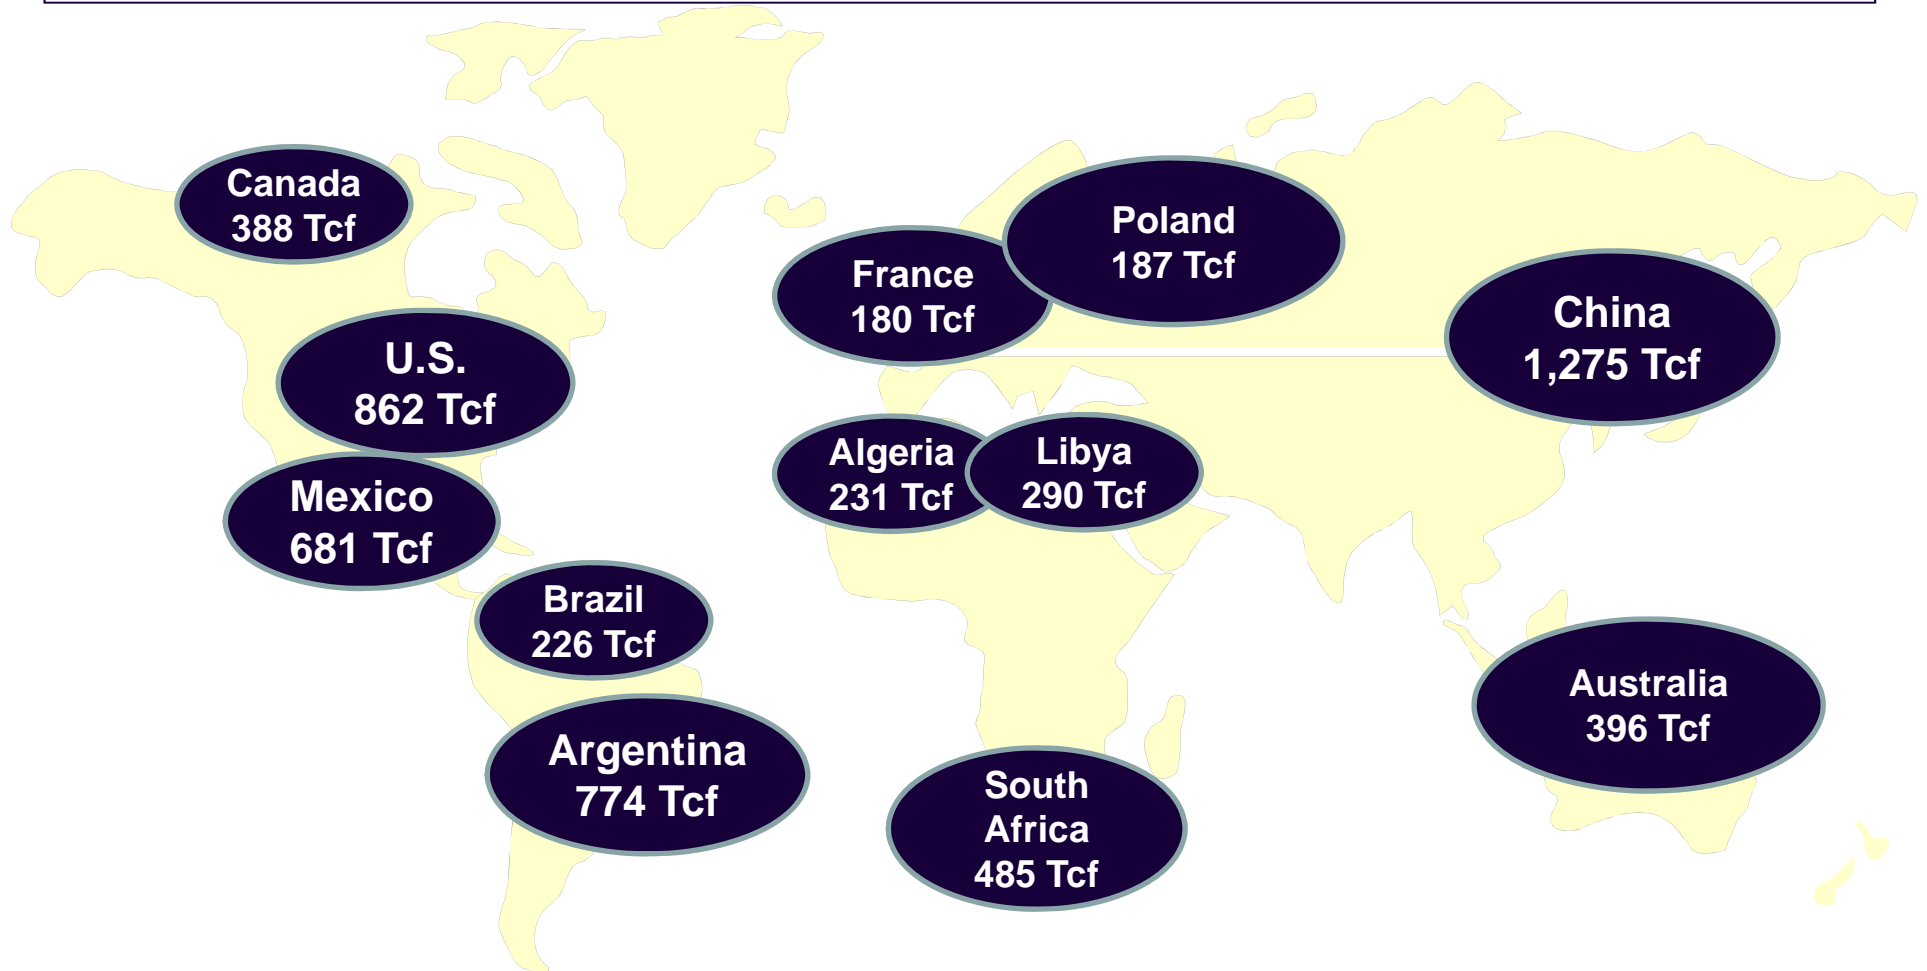 Canada
388 Tcf
Poland
187 Tcf
France
180 Tcf
China
1,275 Tcf
U.S.
862 Tcf
Algeria
231 Tcf
Libya
290 Tcf
Mexico
681 Tcf
Brazil
226 Tcf
Australia
396 Tcf
Argentina
774 Tcf
South
Africa
485 Tcf